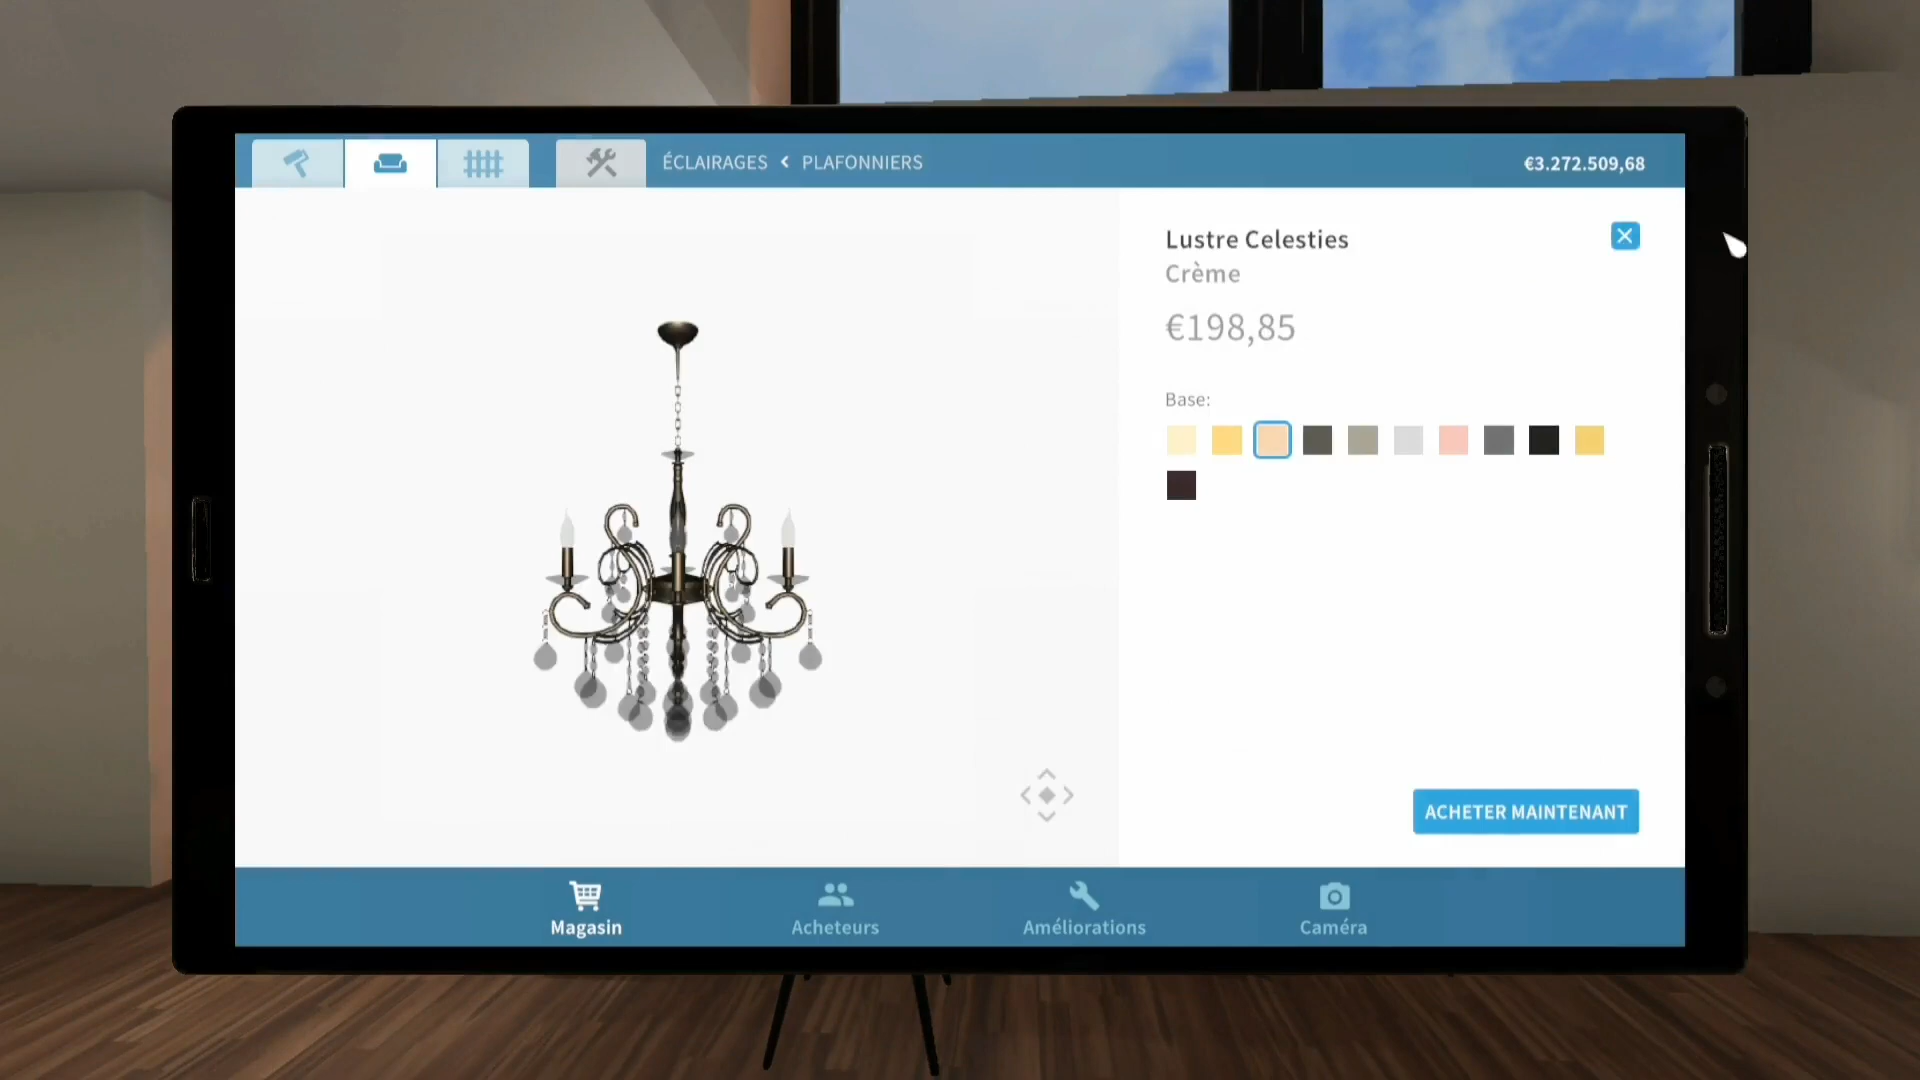 ÉCLAIRAGES < PLAFONNIERS
€3.272.509,68
Lustre Celesties
Crème
€198,85
Base:
ACHETER MAINTENANT
Magasin
Acheteurs
Améliorations
Caméra